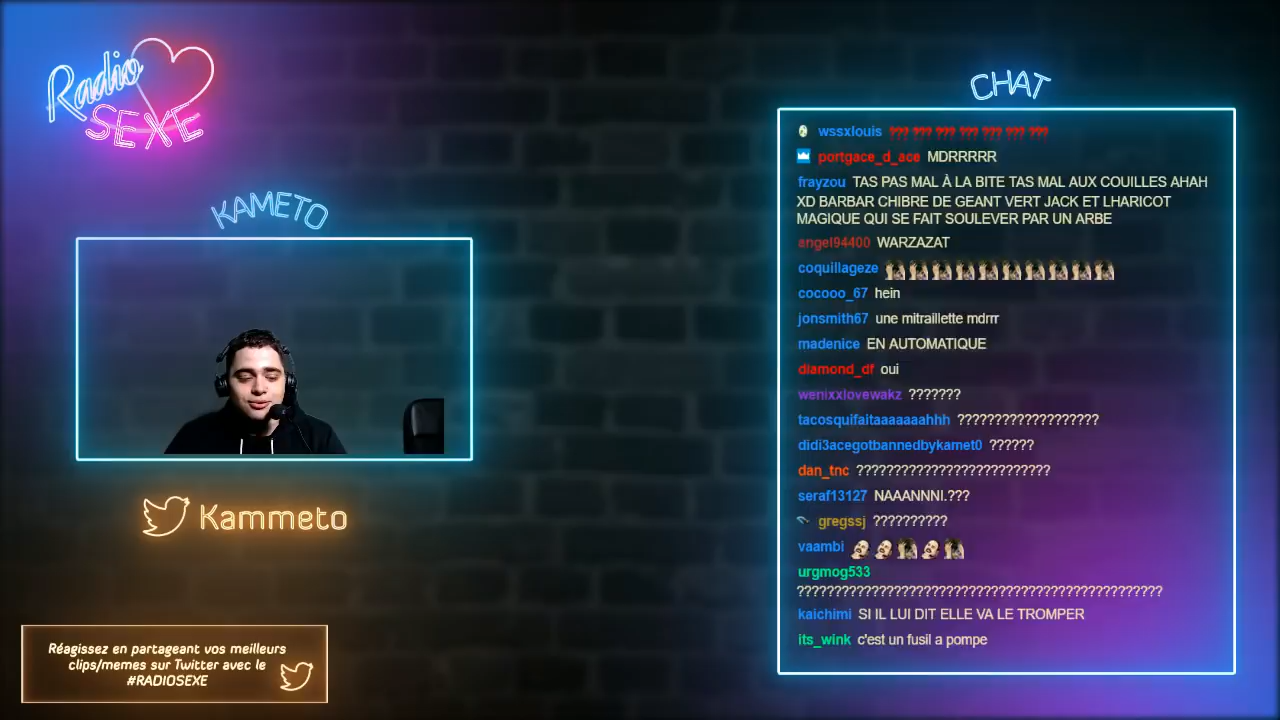 Radio
SEXE
KAMETO
Kammeto
Réagissez en partageant vos meilleurs
clips/memes sur Twitter avec le
#RADIOSEXE
CHAT
wssxlouis ??? ??? ??? ??? ??? ??? ???
portgace_d_ace MDRRRRR
frayzou TAS PAS MAL À LA BITE TAS MAL AUX COUILLES AHAH
XD BARBAR CHIBRE DE GEANT VERT JACK ET LHARICOT
MAGIQUE QUI SE FAIT SOULEVER PAR UN ARBE
angel94400 WARZAZAT
coquillageze
cocooo_67 hein
jonsmith67 une mitraillette mdrrr
madenice EN AUTOMATIQUE
diamond_df oui
wenixxlovewakz ???????
tacosquifaitaaaaaaahhh ???????????????????
didi3acegotbannedbykamet0 ??????
dan_tnc ??????????????????????????
seraf13127 NAAANNNI.???
gregssj ??????????
vaambi
urgmog533
?????????????????????????????????????????????????
kaichimi SI IL LUI DIT ELLE VA LE TROMPER
its_wink c'est un fusil a pompe